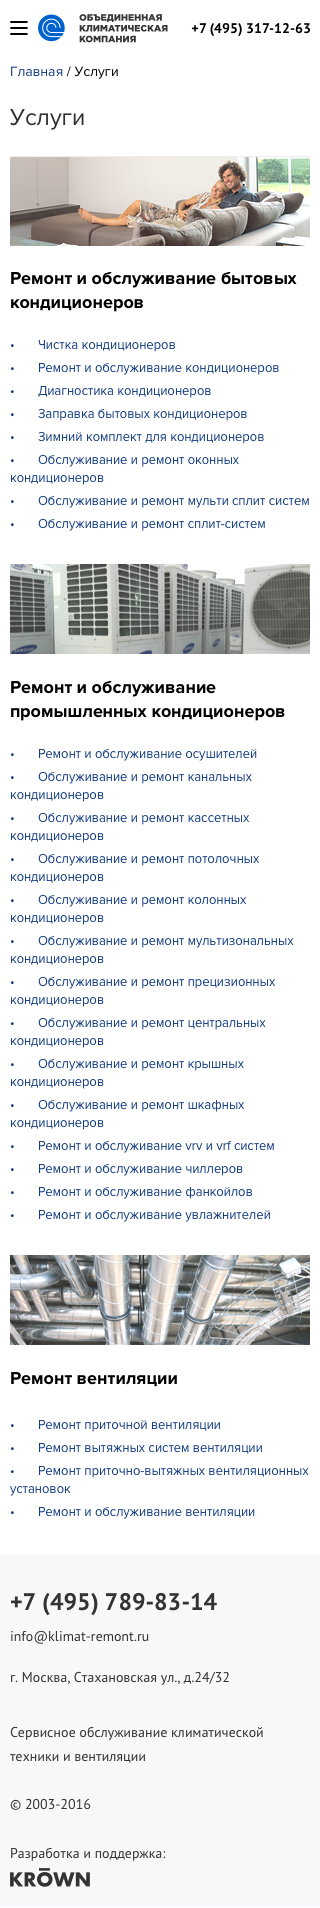 ОБЪЕДИНЕННАЯ
КЛИМАТИЧЕСКАЯ
КОМПАНИЯ
+7 (495) 317-12-63
Главная / Услуги
Услуги
Ремонт и обслуживание бытовых
кондиционеров
• Чистка кондиционеров
• Ремонт и обслуживание кондиционеров
• Диагностика кондиционеров
• Заправка бытовых кондиционеров
• Зимний комплект для кондиционеров
• Обслуживание и ремонт оконных
кондиционеров
• Обслуживание и ремонт мульти сплит систем
• Обслуживание и ремонт сплит-систем
Ремонт и обслуживание
промышленных кондиционеров
• Ремонт и обслуживание осушителей
• Обслуживание и ремонт канальных
кондиционеров
• Обслуживание и ремонт кассетных
кондиционеров
• Обслуживание и ремонт потолочных
кондиционеров
• Обслуживание и ремонт колонных
кондиционеров
• Обслуживание и ремонт мультизональных
кондиционеров
• Обслуживание и ремонт прецизионных
кондиционеров
• Обслуживание и ремонт центральных
кондиционеров
• Обслуживание и ремонт крышных
кондиционеров
• Обслуживание и ремонт шкафных
кондиционеров
• Ремонт и обслуживание vrv и vrf систем
• Ремонт и обслуживание чиллеров
• Ремонт и обслуживание фанкойлов
• Ремонт и обслуживание увлажнителей
Ремонт вентиляции
• Ремонт приточной вентиляции
• Ремонт вытяжных систем вентиляции
• Ремонт приточно-вытяжных вентиляционных
установок
• Ремонт и обслуживание вентиляции
+7 (495) 789-83-14
info@klimat-remont.ru
г. Москва, Стахановская ул., д.24/32
Сервисное обслуживание климатической
техники и вентиляции
© 2003-2016
Разработка и поддержка:
KRŌWN